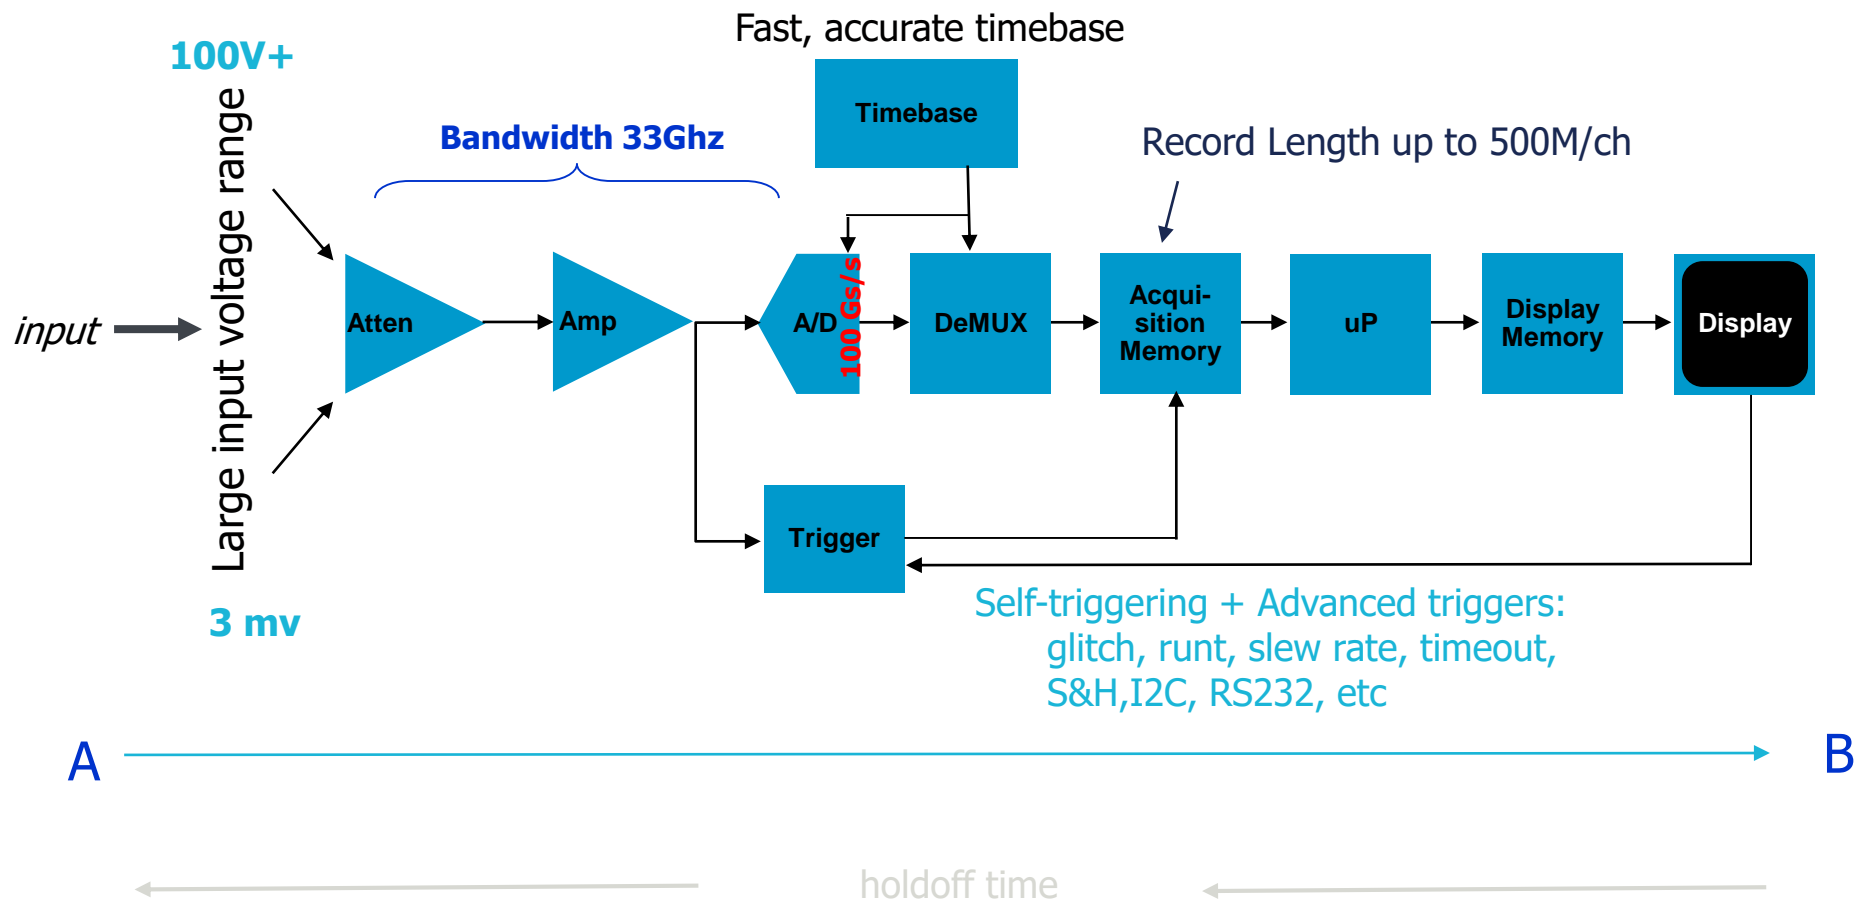 Fast, accurate timebase
100V+
Timebase
Bandwidth 33Ghz
Record Length up to 500M/ch
Large input voltage range
input
Atten
Amp
A/D
100 Gs/s
DeMUX
Acqui-
sition
Memory
uP
Display
Memory
Display
Trigger
3 mv
Self-triggering + Advanced triggers:
glitch, runt, slew rate, timeout,
S&H,I2C, RS232, etc
A
B
holdoff time